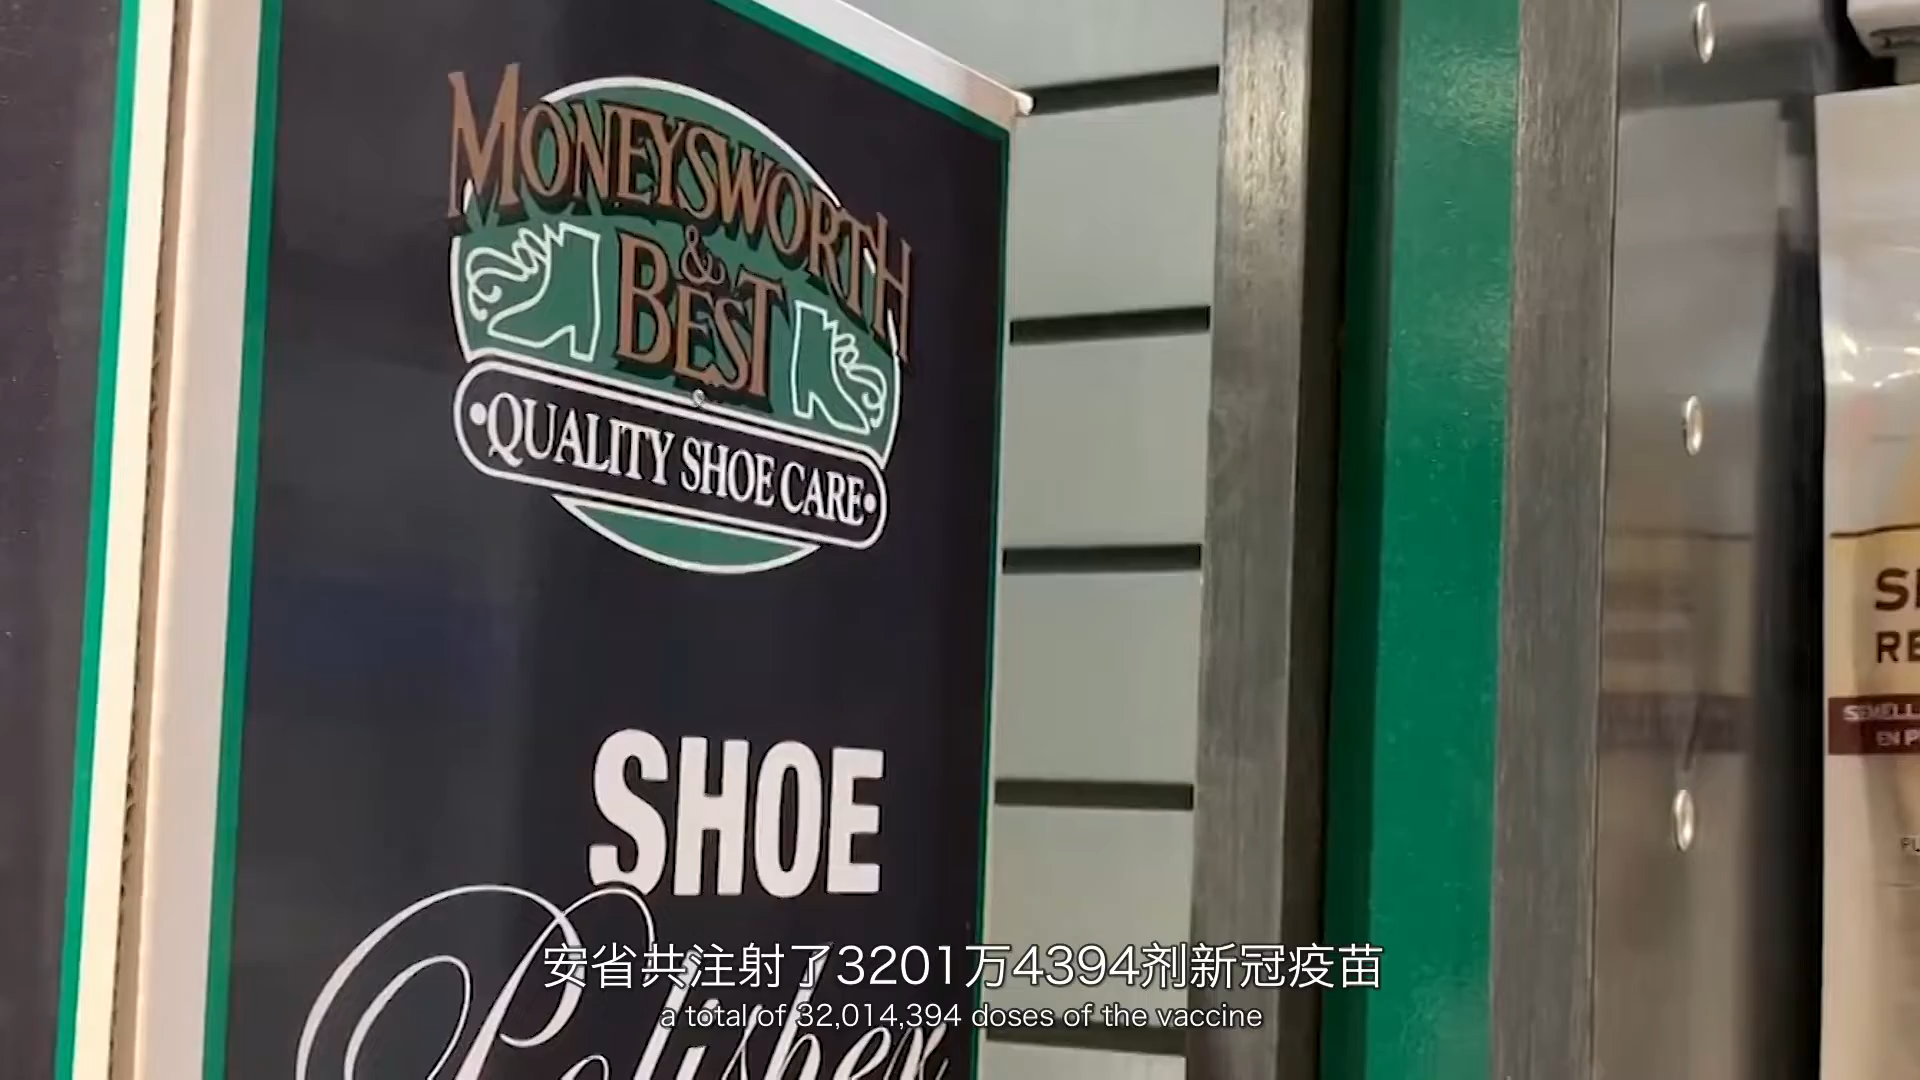 MONEYSWORTH
&
BEST
•QUALITY SHOE CARE•
SHOE
Polisher
安省共注射了3201万4394剂新冠疫苗
a total of 32,014,394 doses of the vaccine